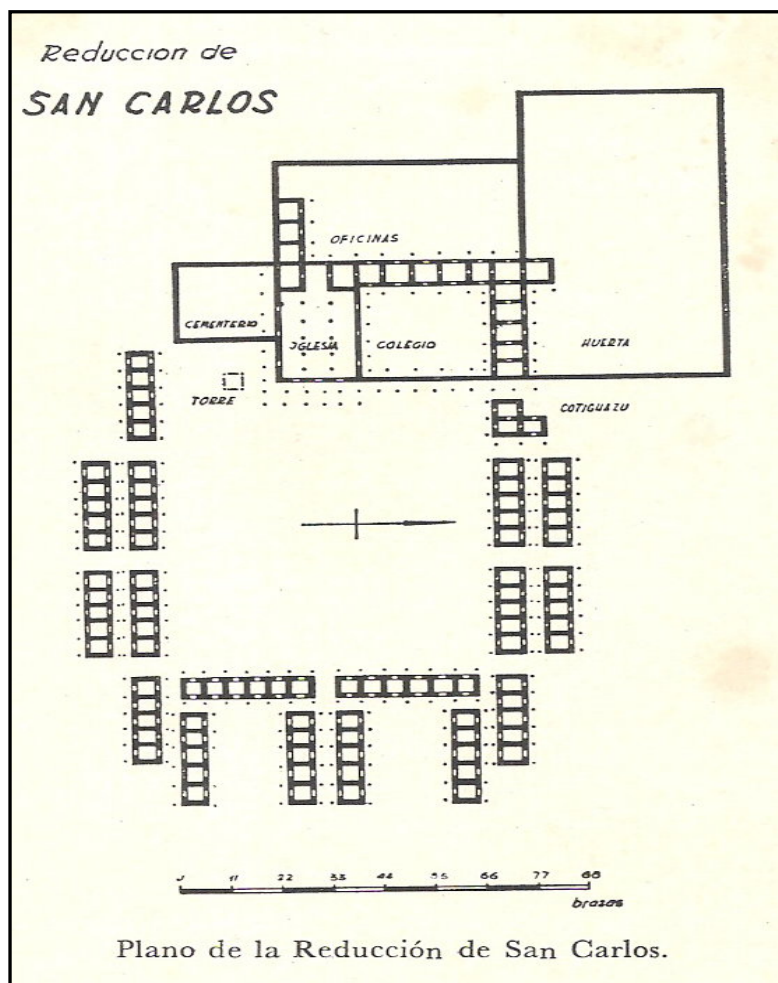 Reduccion de
SAN CARLOS
OFICINAS
CEMENTERIO
IGLESIA
COLEGIO
HUERTA
TORRE
COTIGUAZU
11 22 33 44 55 66 77 88
brazas
Plano de la Reducción de San Carlos.